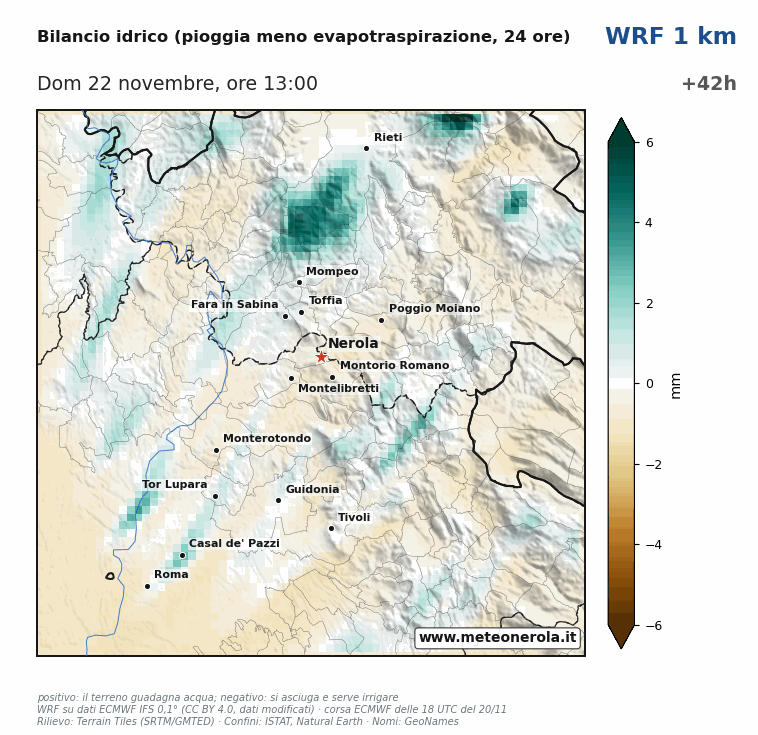 Bilancio idrico (pioggia meno evapotraspirazione, 24 ore)
WRF 1 km
Dom 22 novembre, ore 13:00
+42h
Rieti
Mompeo
Fara in Sabina
Toffia
Poggio Moiano
Nerola
Montorio Romano
Montelibretti
Monterotondo
Tor Lupara
Guidonia
Tivoli
Casal de' Pazzi
Roma
www.meteonerola.it
6
4
2
0
−2
−4
−6
mm
positivo: il terreno guadagna acqua; negativo: si asciuga e serve irrigare
WRF su dati ECMWF IFS 0,1° (CC BY 4.0, dati modificati) · corsa ECMWF delle 18 UTC del 20/11
Rilievo: Terrain Tiles (SRTM/GMTED) · Confini: ISTAT, Natural Earth · Nomi: GeoNames